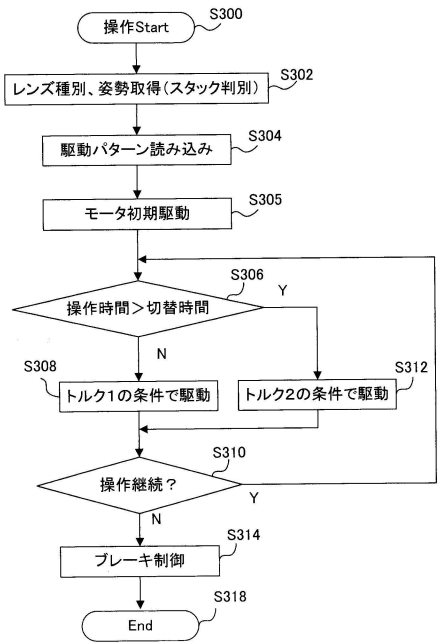 操作Start
S300
レンズ種別、姿勢取得(スタック判別)
S302
駆動パターン読み込み
S304
モータ初期駆動
S305
操作時間>切替時間
S306
Y
N
S308
トルク1の条件で駆動
トルク2の条件で駆動
S312
操作継続?
S310
Y
N
ブレーキ制御
S314
End
S318